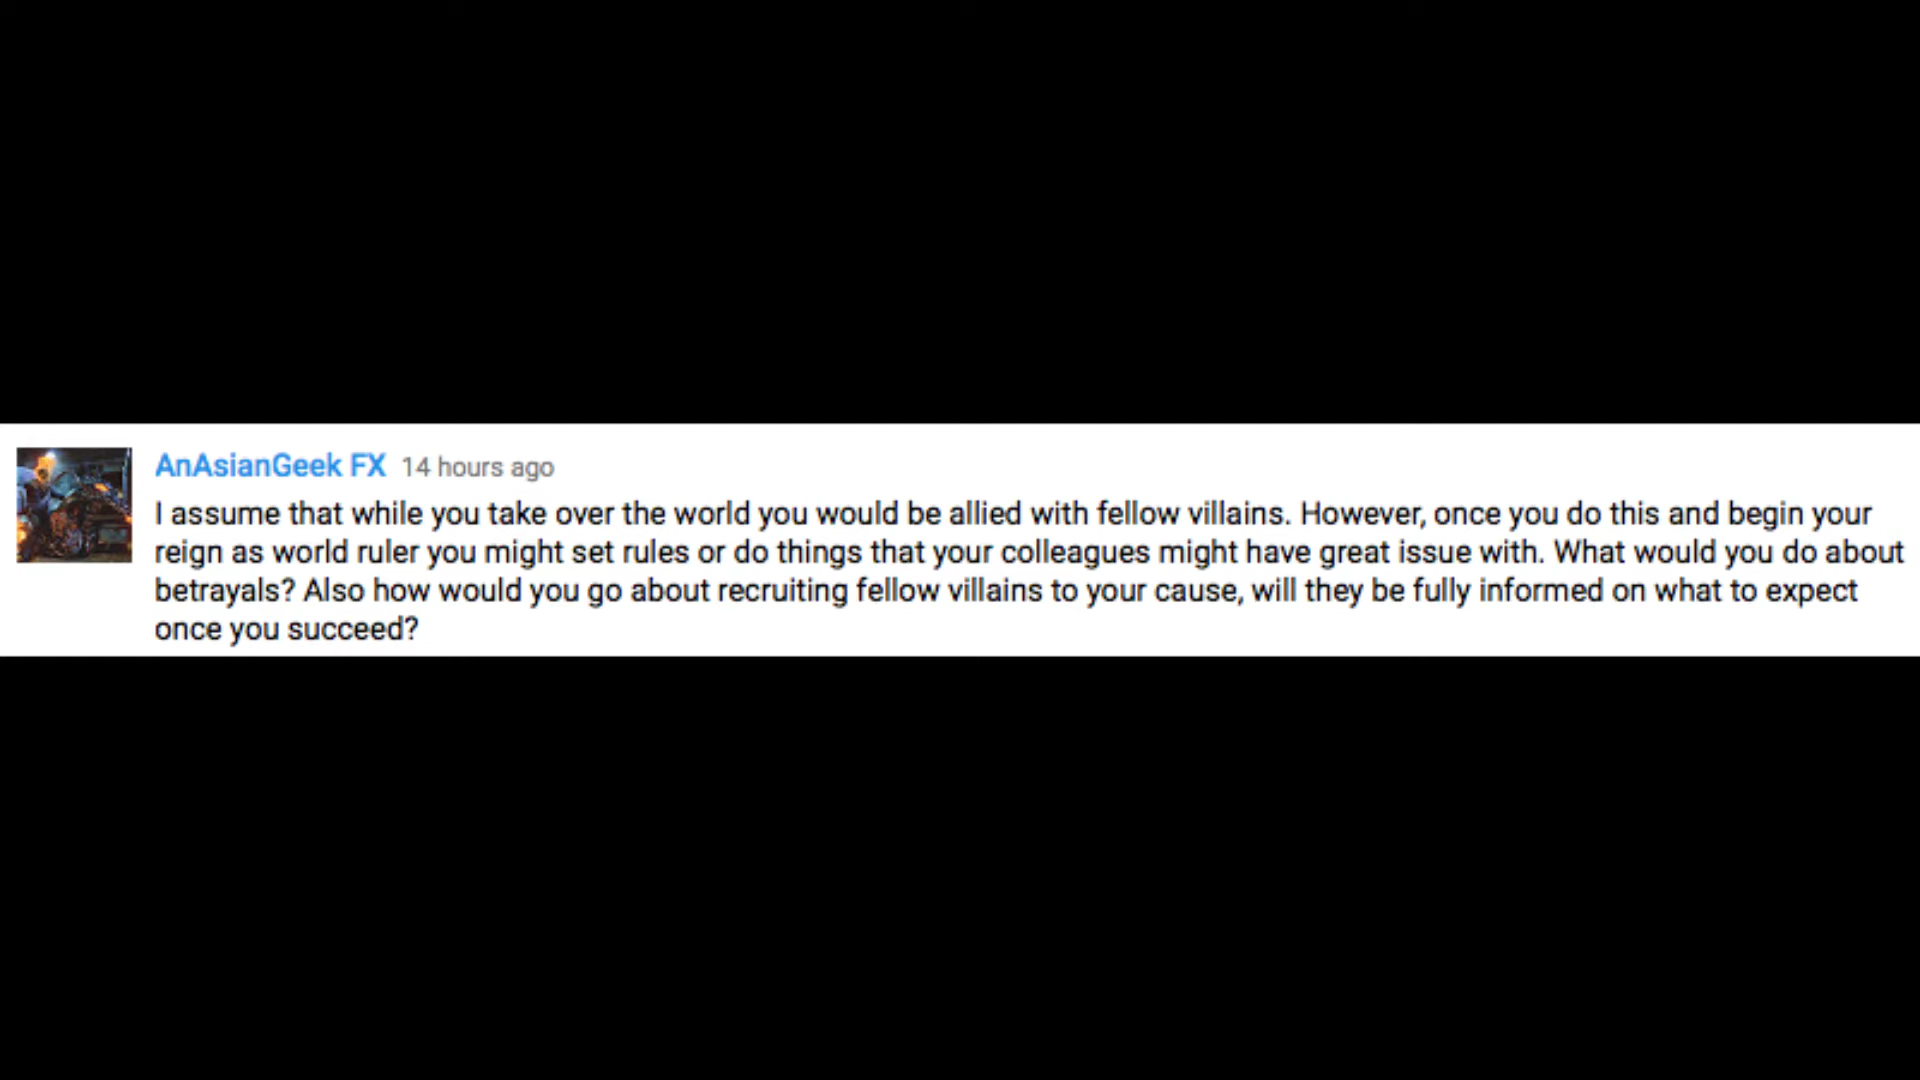 AnAsianGeek FX 14 hours ago
I assume that while you take over the world you would be allied with fellow villains. However, once you do this and begin your
reign as world ruler you might set rules or do things that your colleagues might have great issue with. What would you do about
betrayals? Also how would you go about recruiting fellow villains to your cause, will they be fully informed on what to expect
once you succeed?